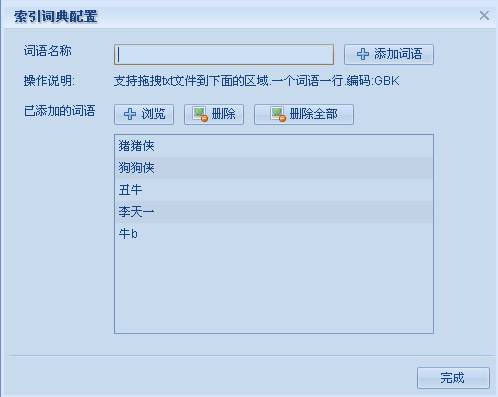 索引词典配置
词语名称 添加词语
操作说明: 支持拖拽txt文件到下面的区域.一个词语一行.编码:GBK
已添加的词语 浏览 删除 删除全部
猪猪侠
狗狗侠
丑牛
李天一
牛b
完成